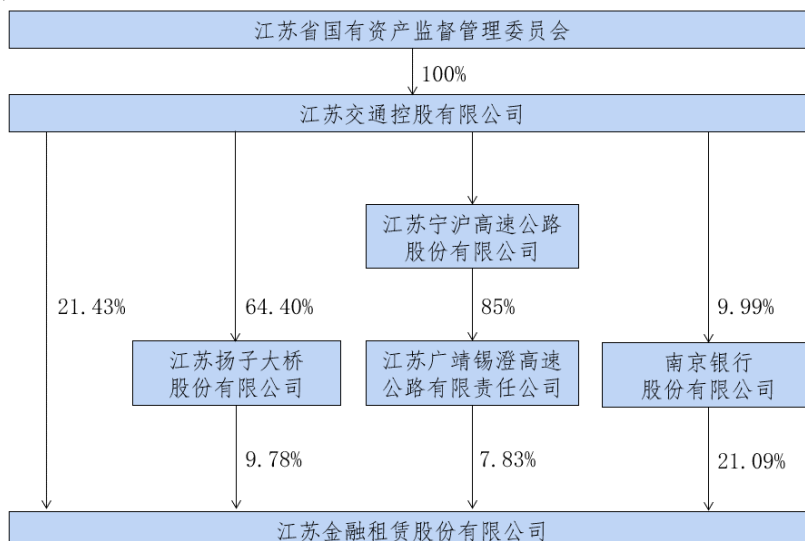 江苏省国有资产监督管理委员会
100%
江苏交通控股有限公司
江苏宁沪高速公路
股份有限公司
21.43%
64.40%
85%
9.99%
江苏扬子大桥
股份有限公司
江苏广靖锡澄高速
公路有限责任公司
南京银行
股份有限公司
9.78%
7.83%
21.09%
江苏金融租赁股份有限公司